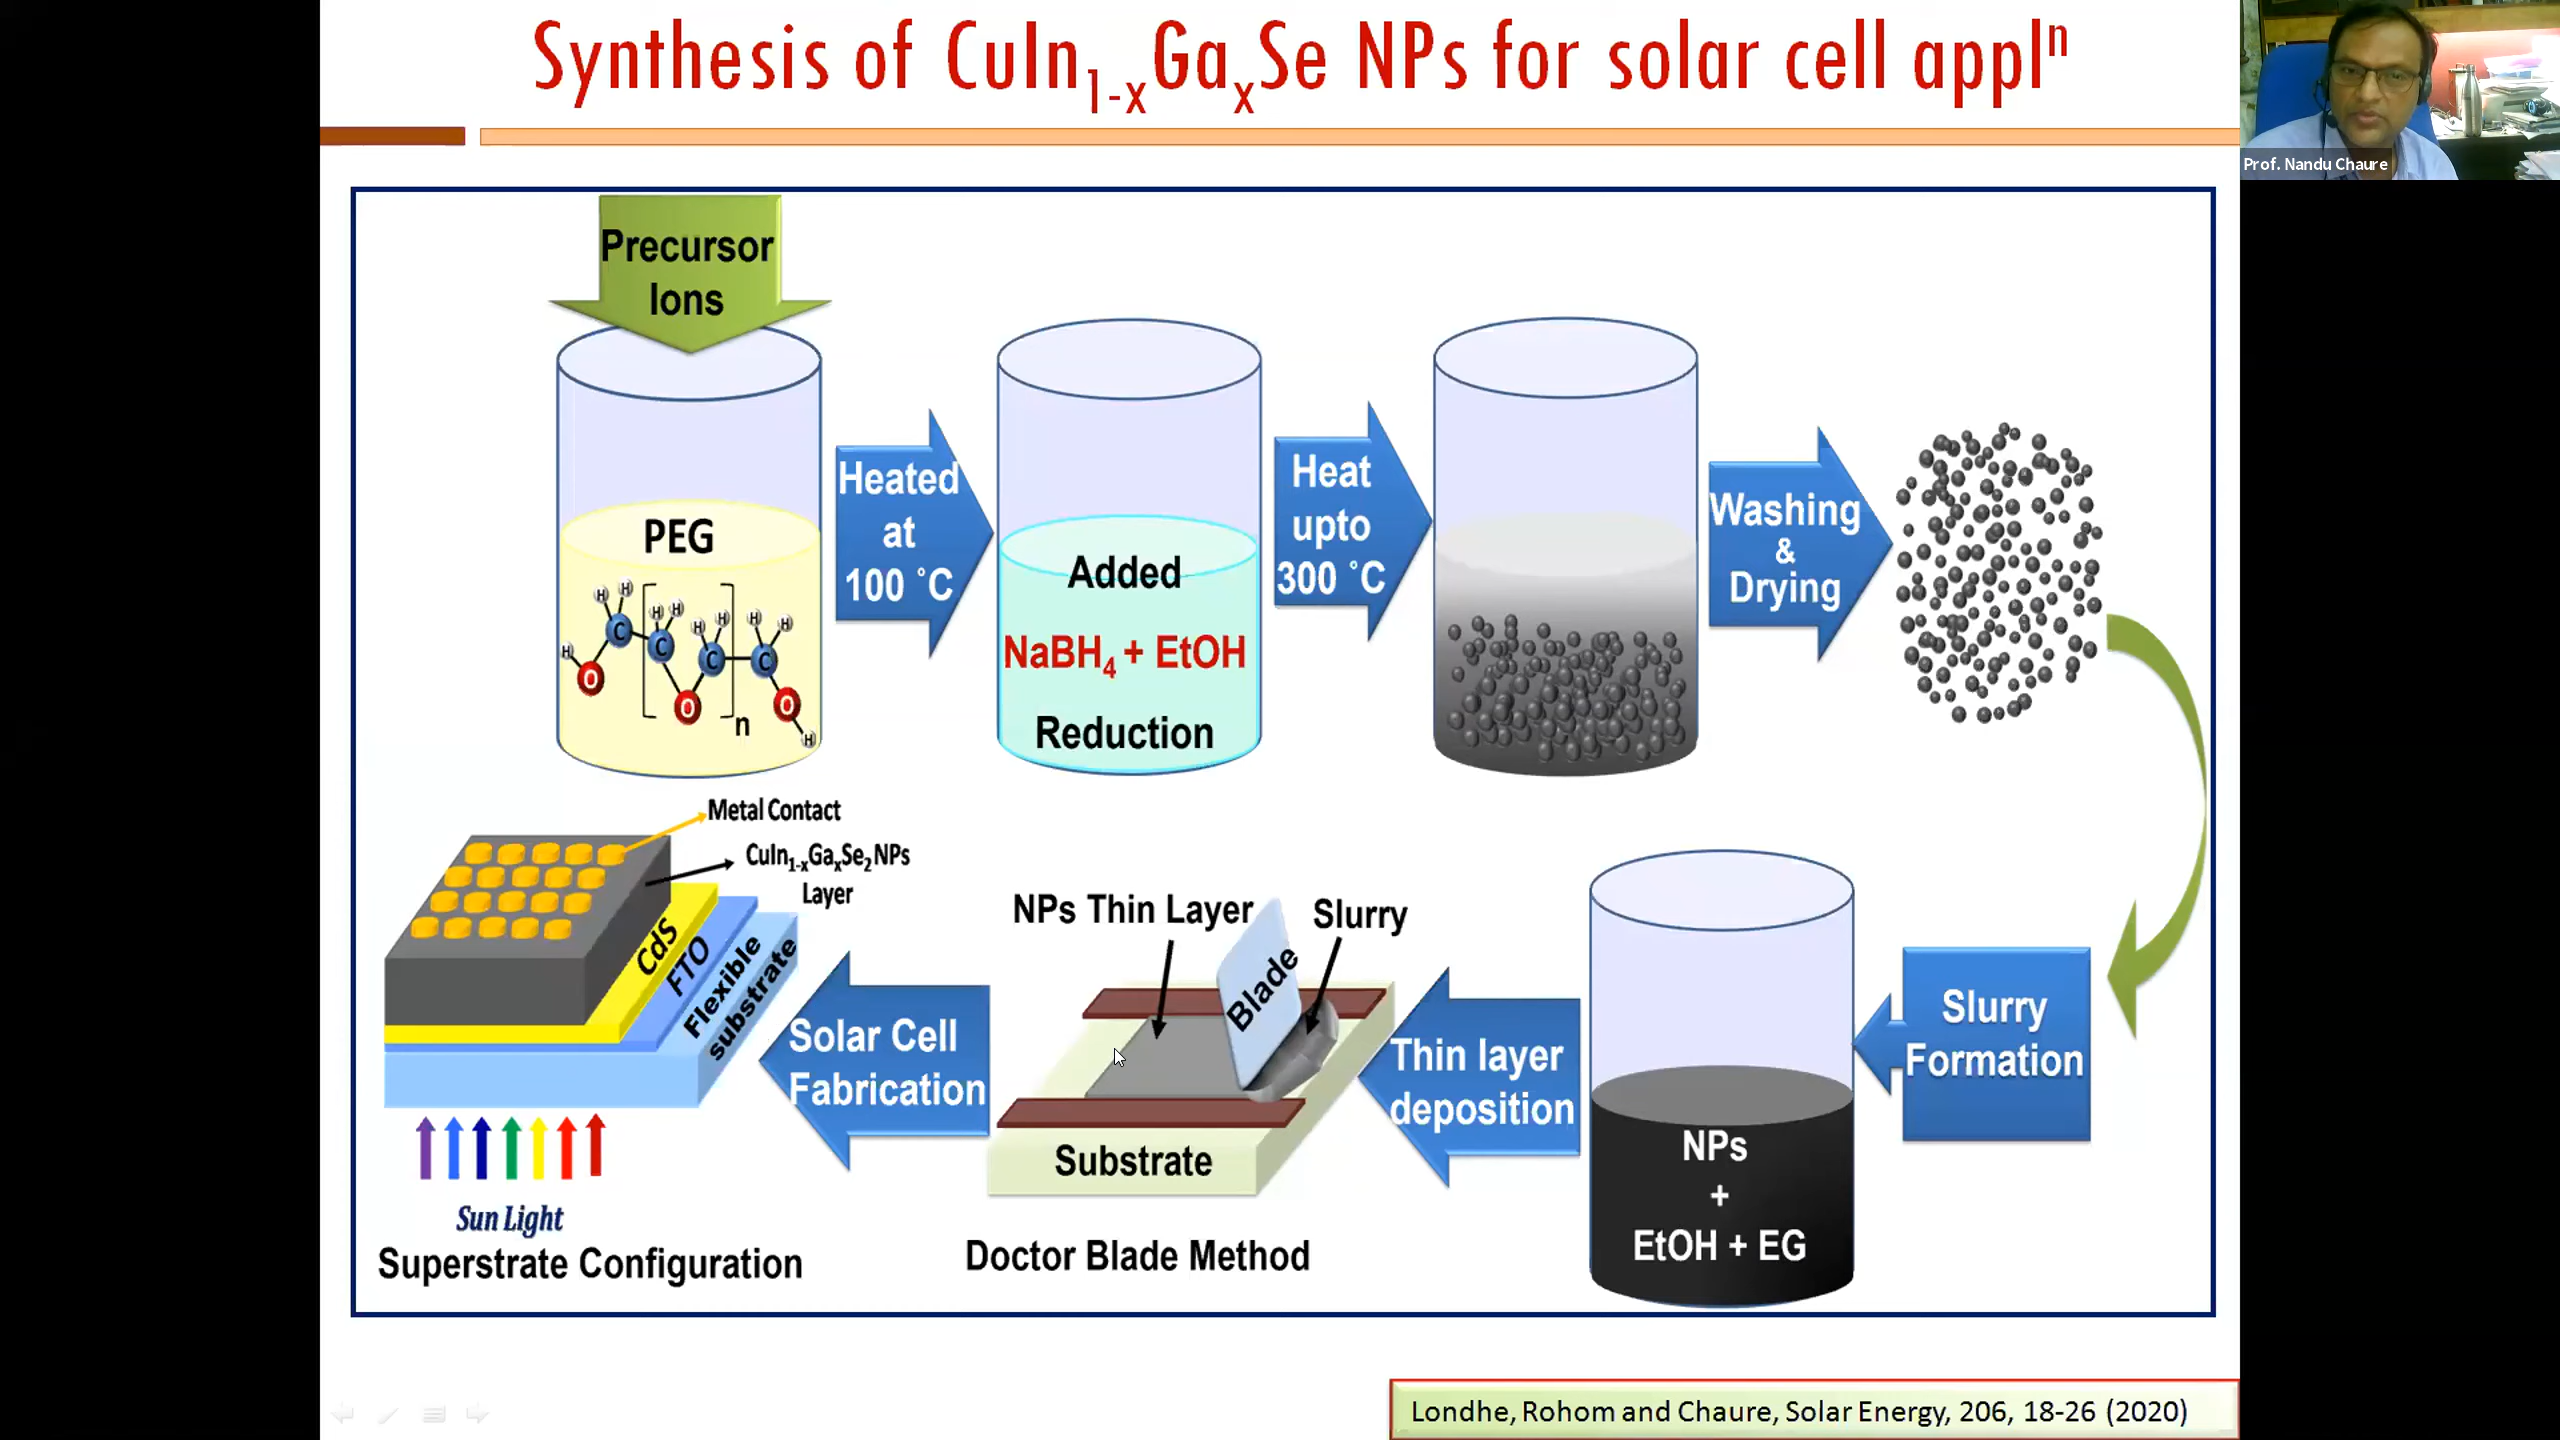 Synthesis of CuIn1-xGaxSe NPs for solar cell appln
Prof. Nandu Chaure
Precursor
Ions
PEG
H
H
H
H
H
H
H
H
H
C
C
C
C
O
O
O
n
H
Heated
at
100 °C
Added
NaBH4 + EtOH
Reduction
Heat
upto
300 °C
Washing
&
Drying
Slurry
Formation
NPs
+
EtOH + EG
Thin layer
deposition
NPs Thin Layer
Slurry
Blade
Substrate
Doctor Blade Method
Solar Cell
Fabrication
Metal Contact
CuIn1-xGaxSe2 NPs
Layer
CdS
FTO
Flexible
substrate
Sun Light
Superstrate Configuration
Londhe, Rohom and Chaure, Solar Energy, 206, 18-26 (2020)